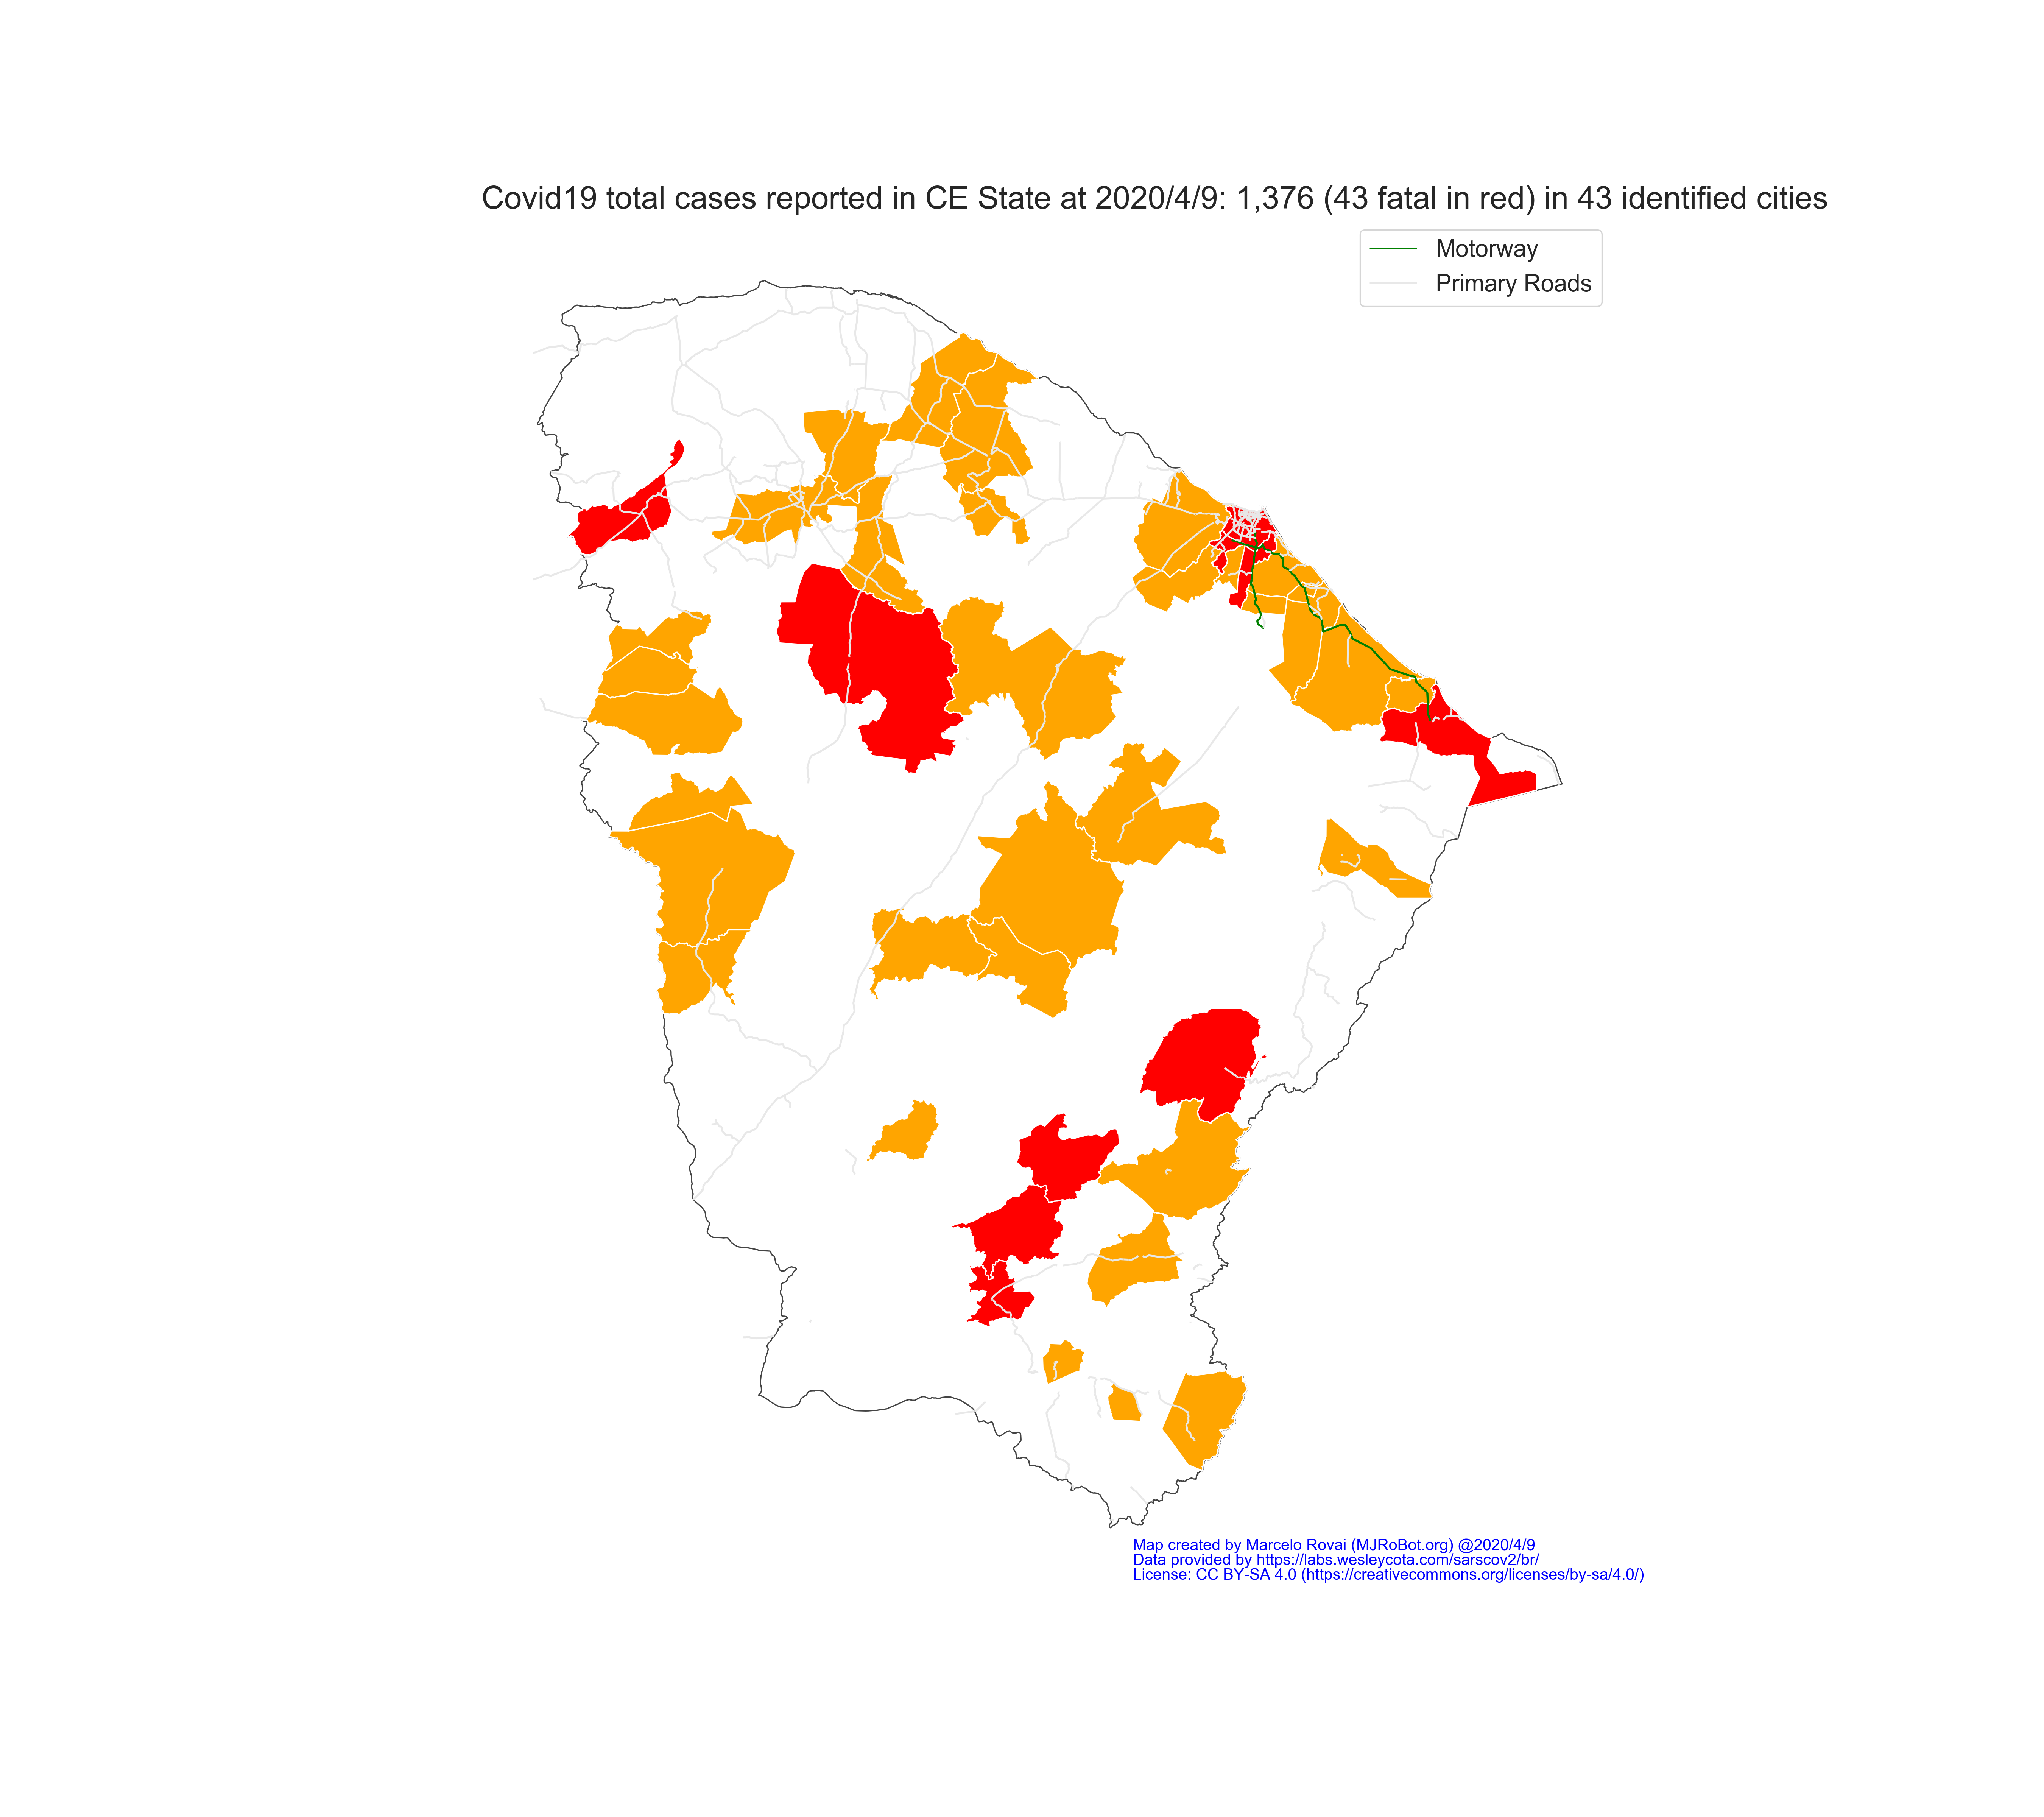 Covid19 total cases reported in CE State at 2020/4/9: 1,376 (43 fatal in red) in 43 identified cities
Motorway
Primary Roads
Map created by Marcelo Rovai (MJRoBot.org) @2020/4/9
Data provided by https://labs.wesleycota.com/sarscov2/br/
License: CC BY-SA 4.0 (https://creativecommons.org/licenses/by-sa/4.0/)